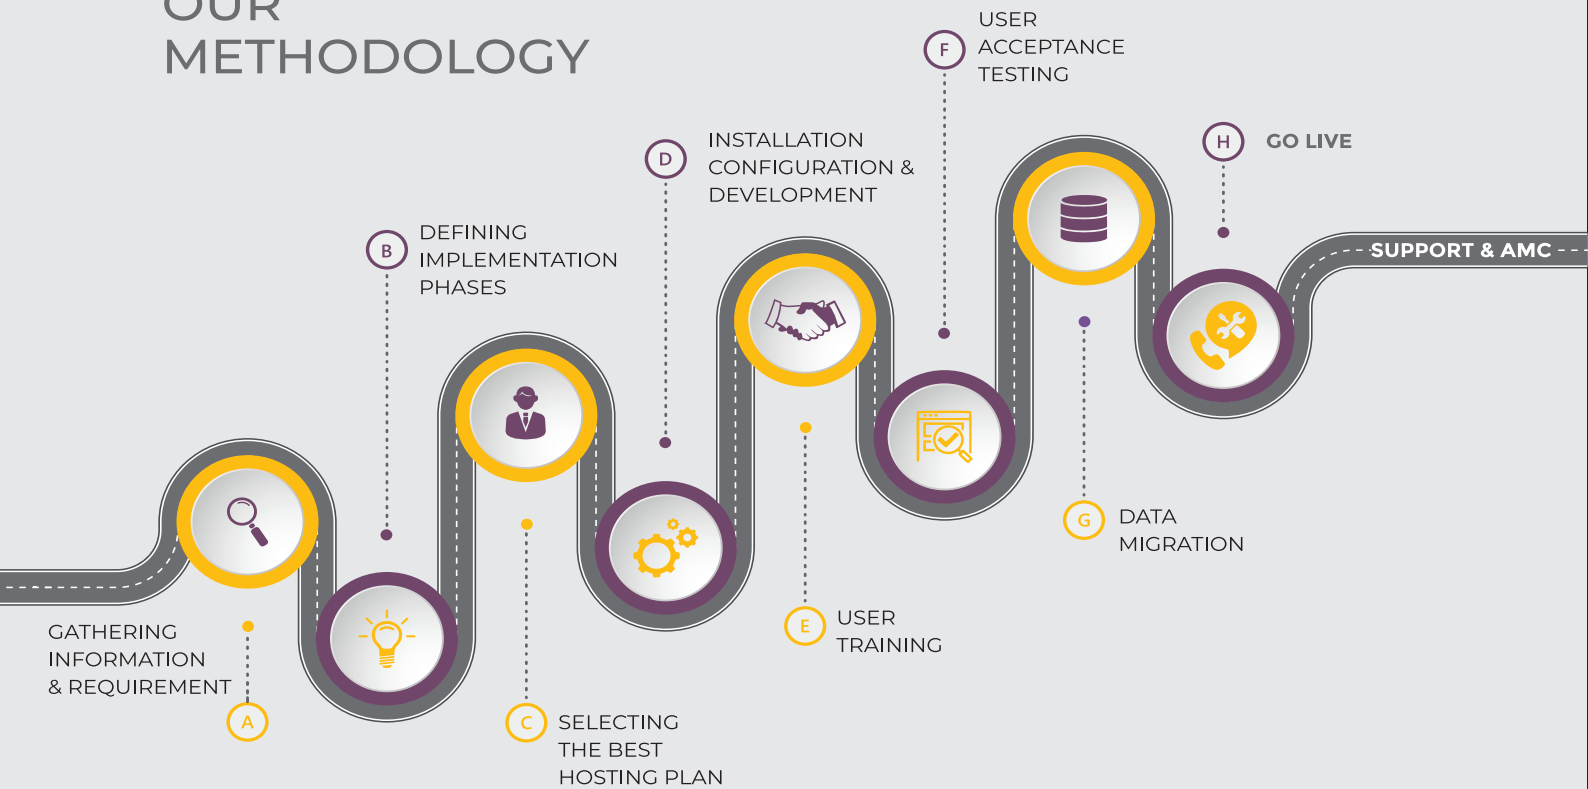 OUR
METHODOLOGY
A
GATHERING
INFORMATION
& REQUIREMENT
B
DEFINING
IMPLEMENTATION
PHASES
C
SELECTING
THE BEST
HOSTING PLAN
D
INSTALLATION
CONFIGURATION &
DEVELOPMENT
E
USER
TRAINING
F
USER
ACCEPTANCE
TESTING
G
DATA
MIGRATION
H
GO LIVE
SUPPORT & AMC